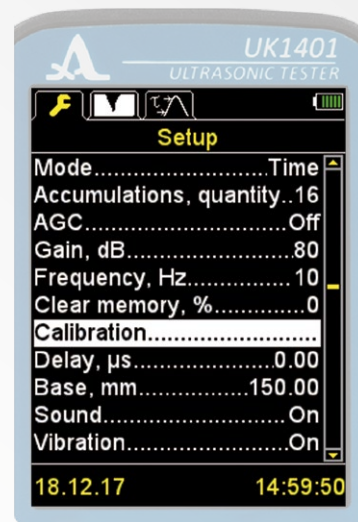 UK1401
ULTRASONIC TESTER
Setup
Mode........................Time
Accumulations, quantity..16
AGC............................Off
Gain, dB.......................80
Frequency, Hz...............10
Clear memory, %.............0
Calibration.......................
Delay, µs....................0.00
Base, mm................150.00
Sound.........................On
Vibration......................On
18.12.17 14:59:50